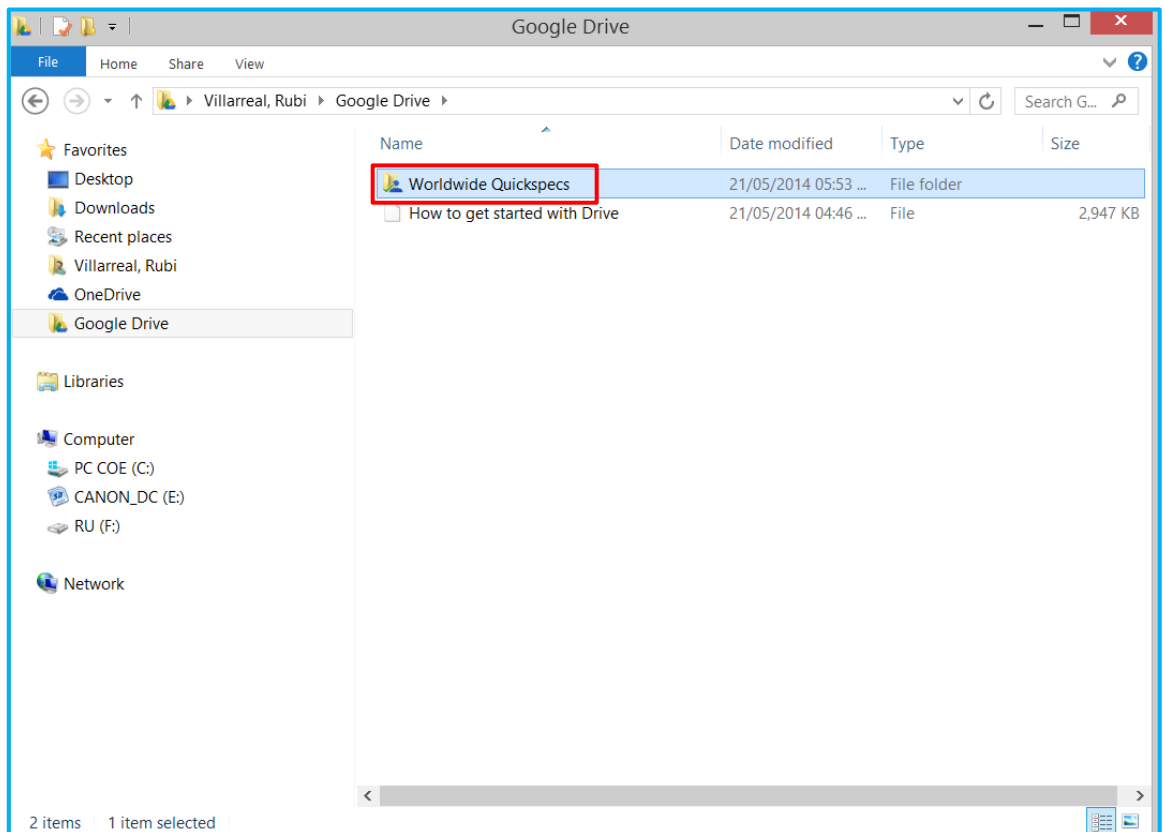 Google Drive
File Home Share View
Villarreal, Rubi Google Drive Search G...
Name Date modified Type Size
Worldwide Quickspecs 21/05/2014 05:53 ... File folder
How to get started with Drive 21/05/2014 04:46 ... File 2,947 KB
Favorites
Desktop
Downloads
Recent places
Villarreal, Rubi
OneDrive
Google Drive
Libraries
Computer
PC COE (C:)
CANON_DC (E:)
RU (F:)
Network
2 items 1 item selected